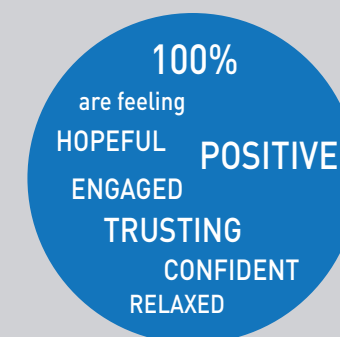 100%
are feeling
HOPEFUL
POSITIVE
ENGAGED
TRUSTING
CONFIDENT
RELAXED